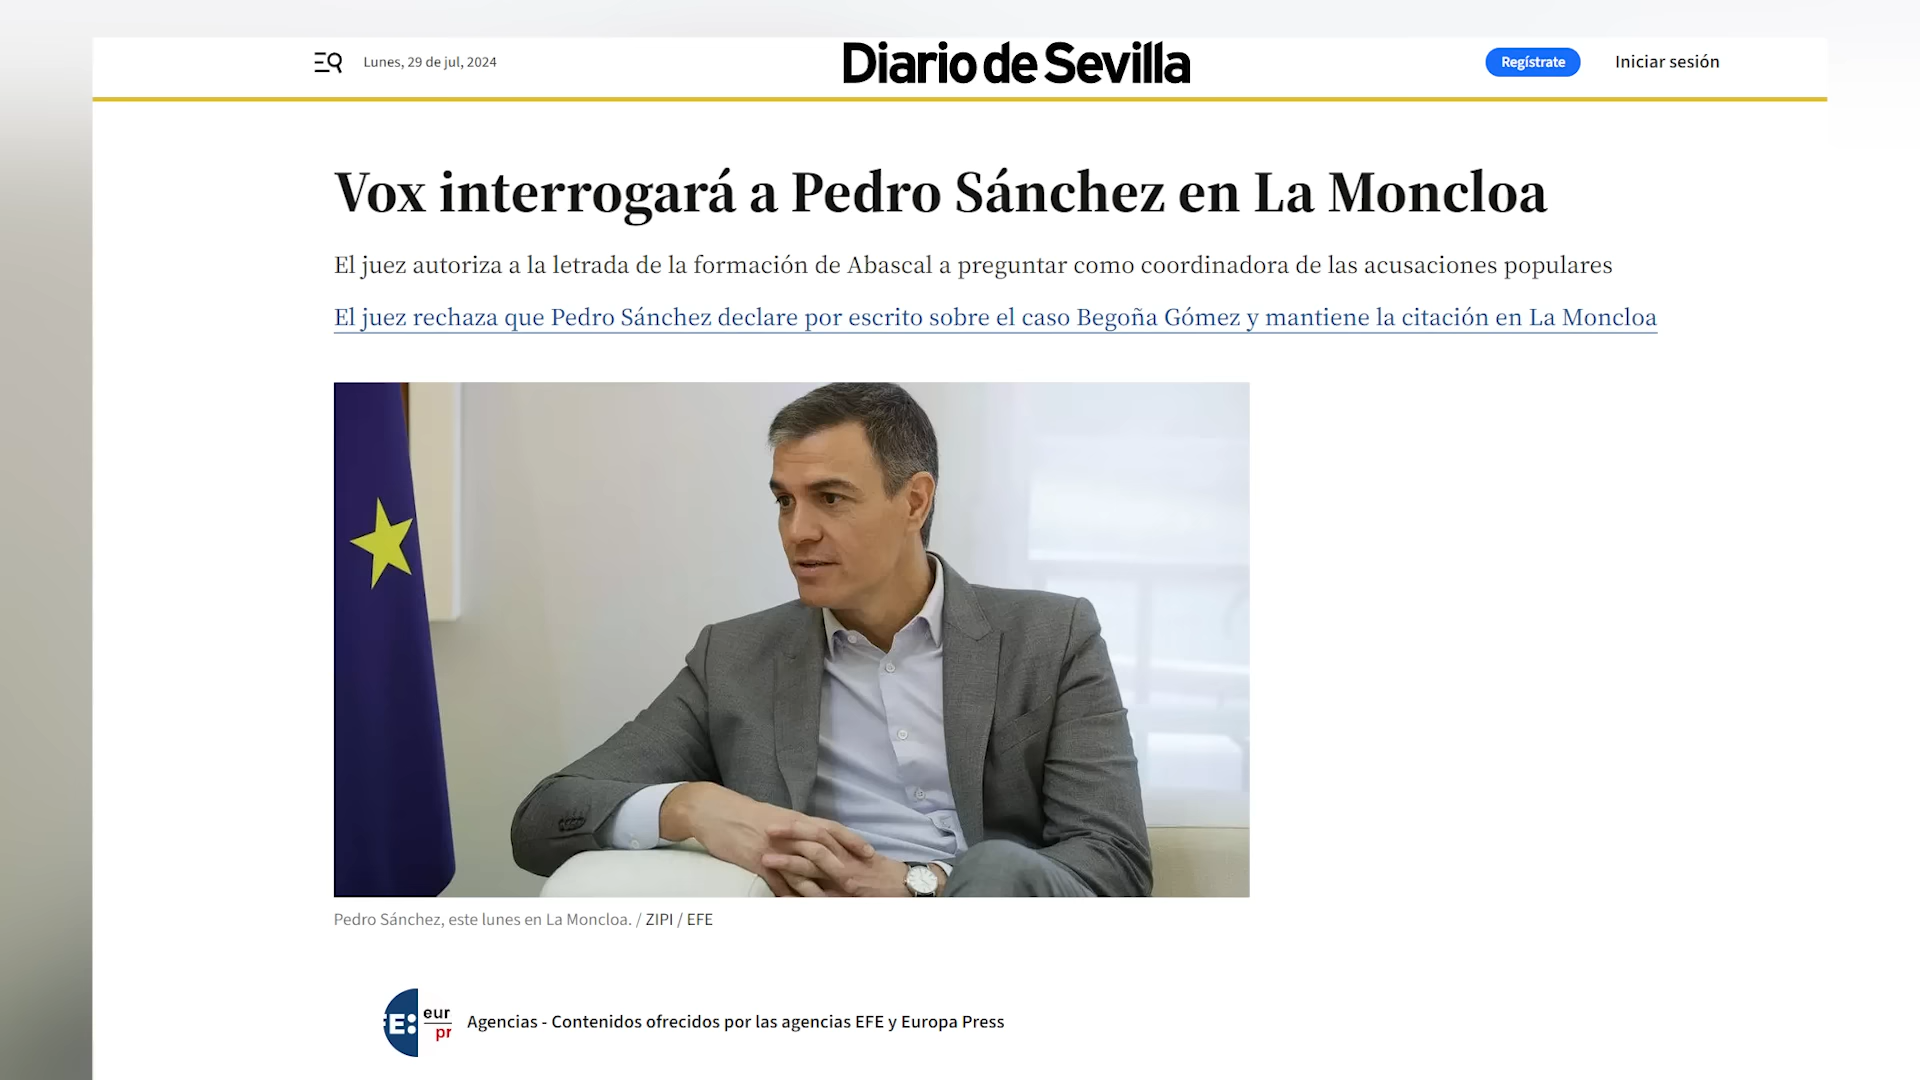 Lunes, 29 de jul, 2024
Diario de Sevilla
Regístrate
Iniciar sesión
Vox interrogará a Pedro Sánchez en La Moncloa
El juez autoriza a la letrada de la formación de Abascal a preguntar como coordinadora de las acusaciones populares
El juez rechaza que Pedro Sánchez declare por escrito sobre el caso Begoña Gómez y mantiene la citación en La Moncloa
Pedro Sánchez, este lunes en La Moncloa. / ZIPI / EFE
E:
eur
pr
Agencias - Contenidos ofrecidos por las agencias EFE y Europa Press